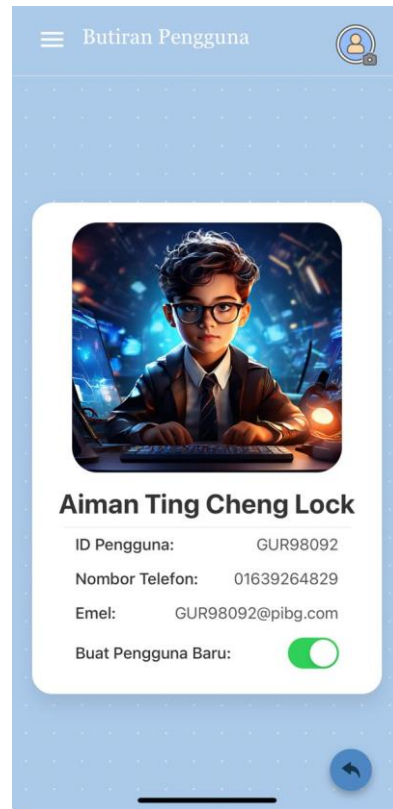 Butiran Pengguna
Aiman Ting Cheng Lock
ID Pengguna: GUR98092
Nombor Telefon: 01639264829
Emel: GUR98092@pibg.com
Buat Pengguna Baru: